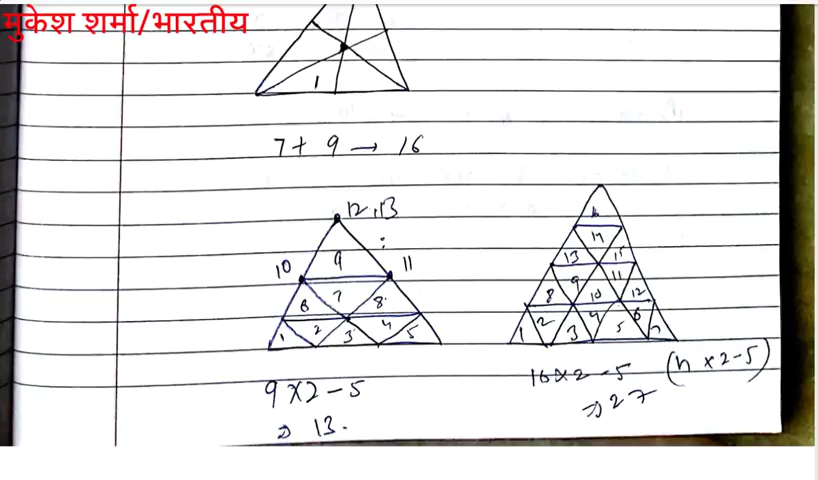 मुकेश शर्मा/भारतीय
1
7 + 9 → 16
12, 13
10 9 11
6 7 8
1 2 3 4 5
9 × 2 - 5
⇒ 13.
16
14
13 15
8 9 10 11 12
1 2 3 4 5 6 7
16 × 2 - 5 (n × 2 - 5)
⇒ 27